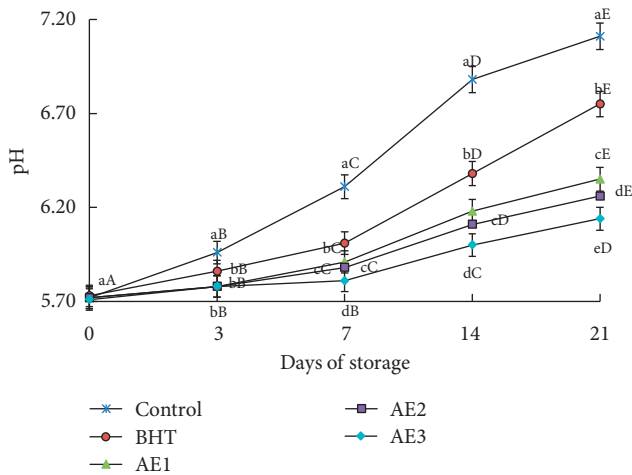 7.20
6.70
6.20
5.70
pH
aA
aB
bB
bB
bB
aC
bC
cC
cC
dB
aD
bD
cD
dC
aE
bE
cE
dE
eD
0 3 7 14 21
Days of storage
Control
BHT
AE1
AE2
AE3